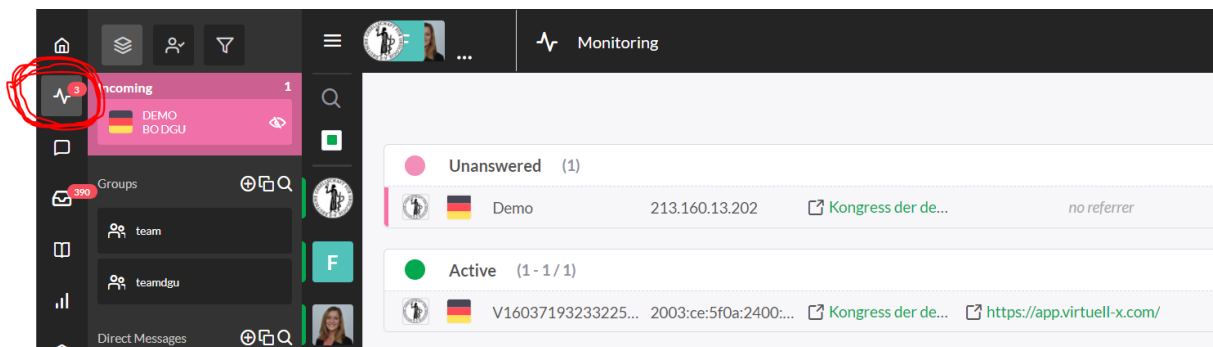 Monitoring
3
Incoming 1
DEMO
BO DGU
Unanswered (1)
390
Groups
Demo 213.160.13.202 Kongress der de... no referrer
team
F
Active (1 - 1 / 1)
teamdgu
V16037193233225... 2003:ce:5f0a:2400:... Kongress der de... https://app.virtuell-x.com/
Direct Messages